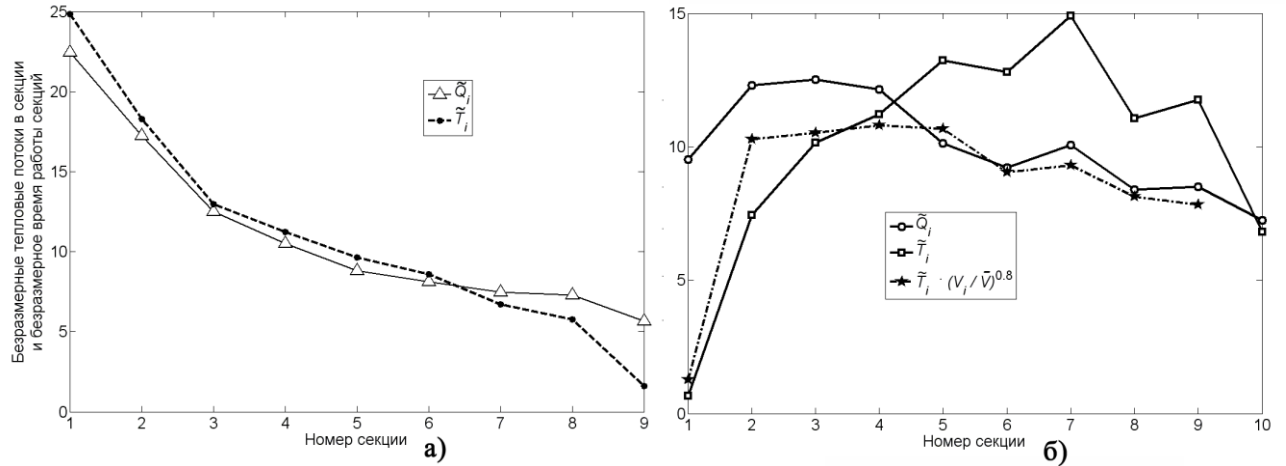 Безразмерные тепловые потоки в секции
и безразмерное время работы секций
25
20
15
10
5
0
Q̃i
T̃i
1 2 3 4 5 6 7 8 9
Номер секции
а)
15
10
5
0
Q̃i
T̃i
T̃i · (Vi / V̄)^0.8
1 2 3 4 5 6 7 8 9 10
Номер секции
б)